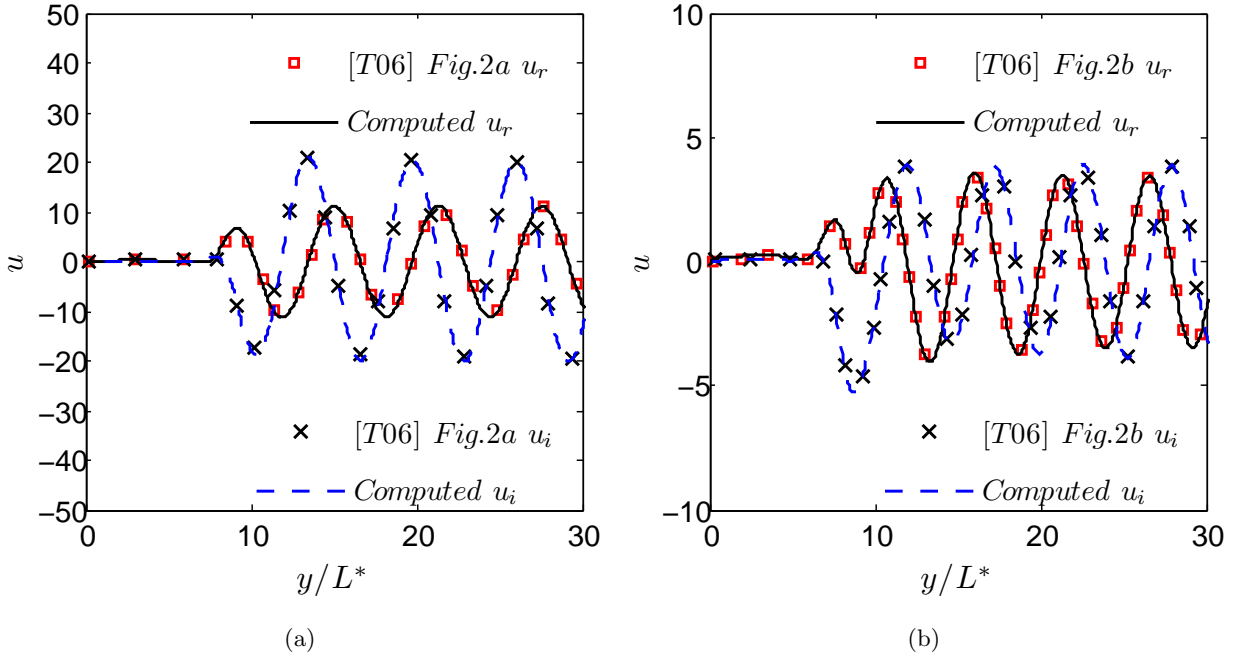 50
40
30
20
10
0
−10
−20
−30
−40
−50
0
10
20
30
u
y/L*
[T06] Fig.2a u_r
Computed u_r
[T06] Fig.2a u_i
Computed u_i
(a)
10
5
0
−5
−10
0
10
20
30
u
y/L*
[T06] Fig.2b u_r
Computed u_r
[T06] Fig.2b u_i
Computed u_i
(b)